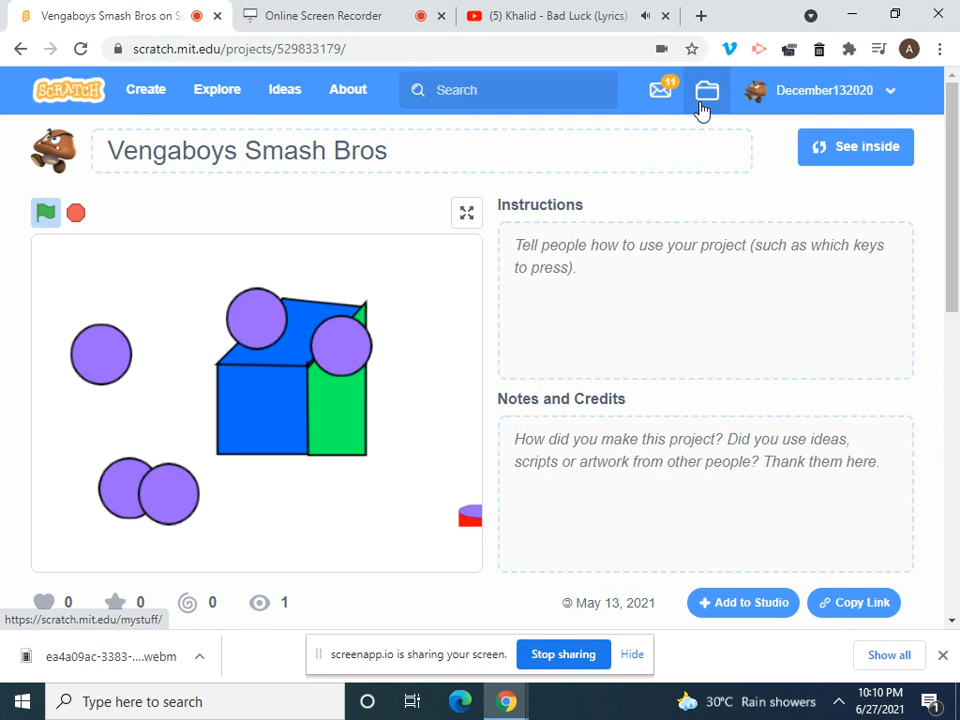 Vengaboys Smash Bros on S
Online Screen Recorder
(5) Khalid - Bad Luck (Lyrics)
scratch.mit.edu/projects/529833179/
A
SCRATCH
Create
Explore
Ideas
About
Search
11
December132020
Vengaboys Smash Bros
See inside
Instructions
Tell people how to use your project (such as which keys
to press).
Notes and Credits
How did you make this project? Did you use ideas,
scripts or artwork from other people? Thank them here.
0
0
0
1
© May 13, 2021
Add to Studio
Copy Link
https://scratch.mit.edu/mystuff/
ea4a09ac-3383-....webm
screenapp.io is sharing your screen.
Stop sharing
Hide
Show all
Type here to search
30°C Rain showers
10:10 PM
6/27/2021
1